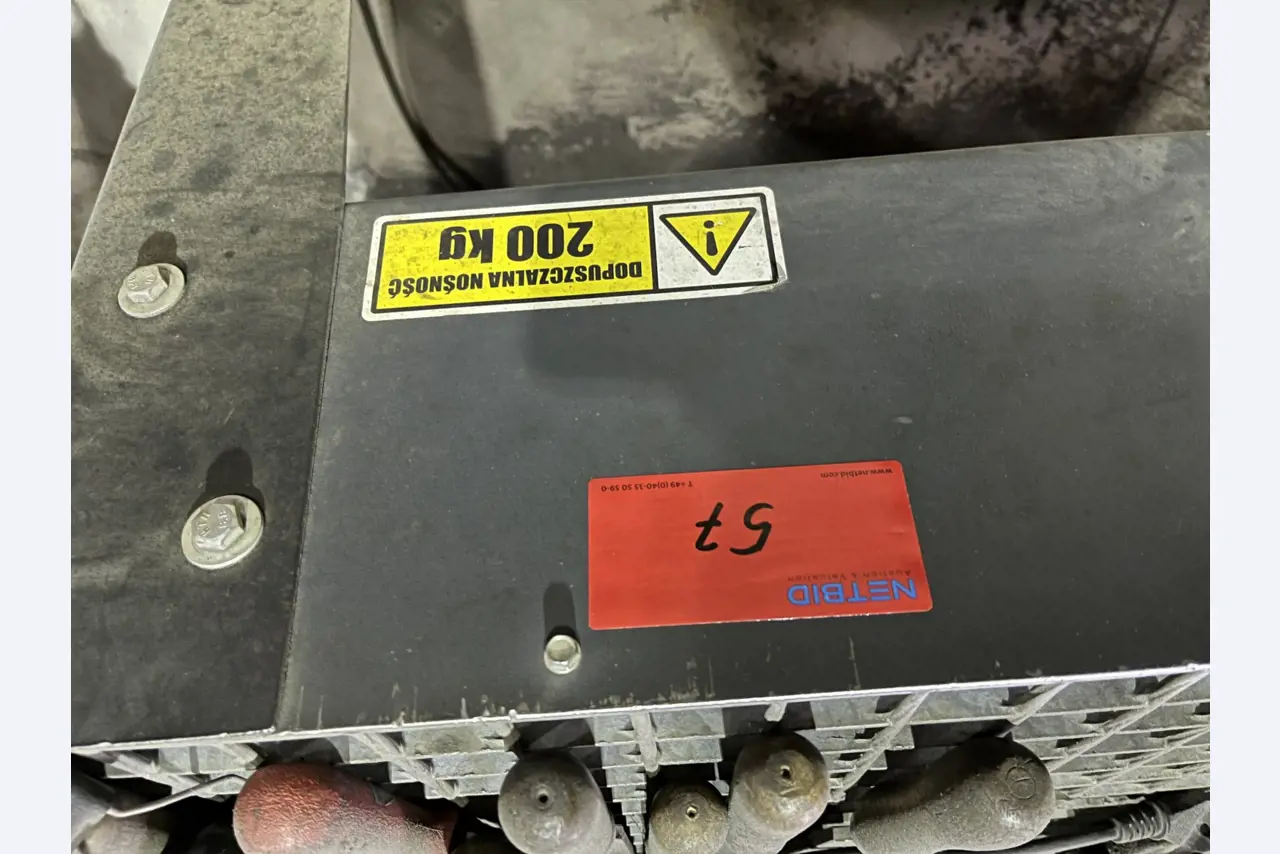 DOPUSZCZALNA NOŚNOŚĆ
200 kg
NETBID
Auction & Valuation
57
T +49 (0)40-35 50 59-0
www.netbid.com